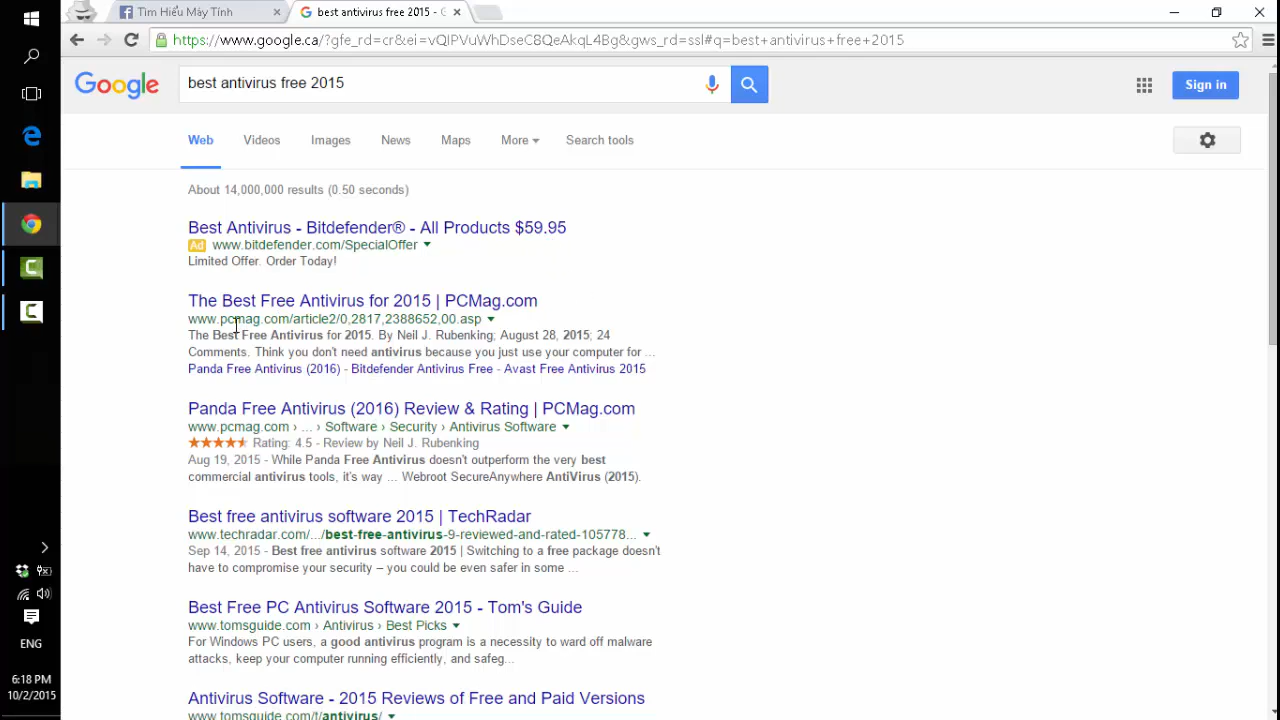 Tìm Hiểu Máy Tính
best antivirus free 2015 - G
https://www.google.ca/?gfe_rd=cr&ei=vQIPVuWhDseC8QeAkqL4Bg&gws_rd=ssl#q=best+antivirus+free+2015
Google
best antivirus free 2015
Sign in
Web Videos Images News Maps More Search tools
About 14,000,000 results (0.50 seconds)
Best Antivirus - Bitdefender® - All Products $59.95
Ad www.bitdefender.com/SpecialOffer
Limited Offer. Order Today!
The Best Free Antivirus for 2015 | PCMag.com
www.pcmag.com/article2/0,2817,2388652,00.asp
The Best Free Antivirus for 2015. By Neil J. Rubenking; August 28, 2015; 24
Comments. Think you don't need antivirus because you just use your computer for ...
Panda Free Antivirus (2016) - Bitdefender Antivirus Free - Avast Free Antivirus 2015
Panda Free Antivirus (2016) Review & Rating | PCMag.com
www.pcmag.com › ... › Software › Security › Antivirus Software
Rating: 4.5 - Review by Neil J. Rubenking
Aug 19, 2015 - While Panda Free Antivirus doesn't outperform the very best
commercial antivirus tools, it's way ... Webroot SecureAnywhere AntiVirus (2015).
Best free antivirus software 2015 | TechRadar
www.techradar.com/.../best-free-antivirus-9-reviewed-and-rated-105778...
Sep 14, 2015 - Best free antivirus software 2015 | Switching to a free package doesn't
have to compromise your security – you could be even safer in some ...
Best Free PC Antivirus Software 2015 - Tom's Guide
www.tomsguide.com › Antivirus › Best Picks
For Windows PC users, a good antivirus program is a necessity to ward off malware
attacks, keep your computer running efficiently, and safeg...
Antivirus Software - 2015 Reviews of Free and Paid Versions
www.tomsguide.com/t/antivirus/
ENG
6:18 PM
10/2/2015